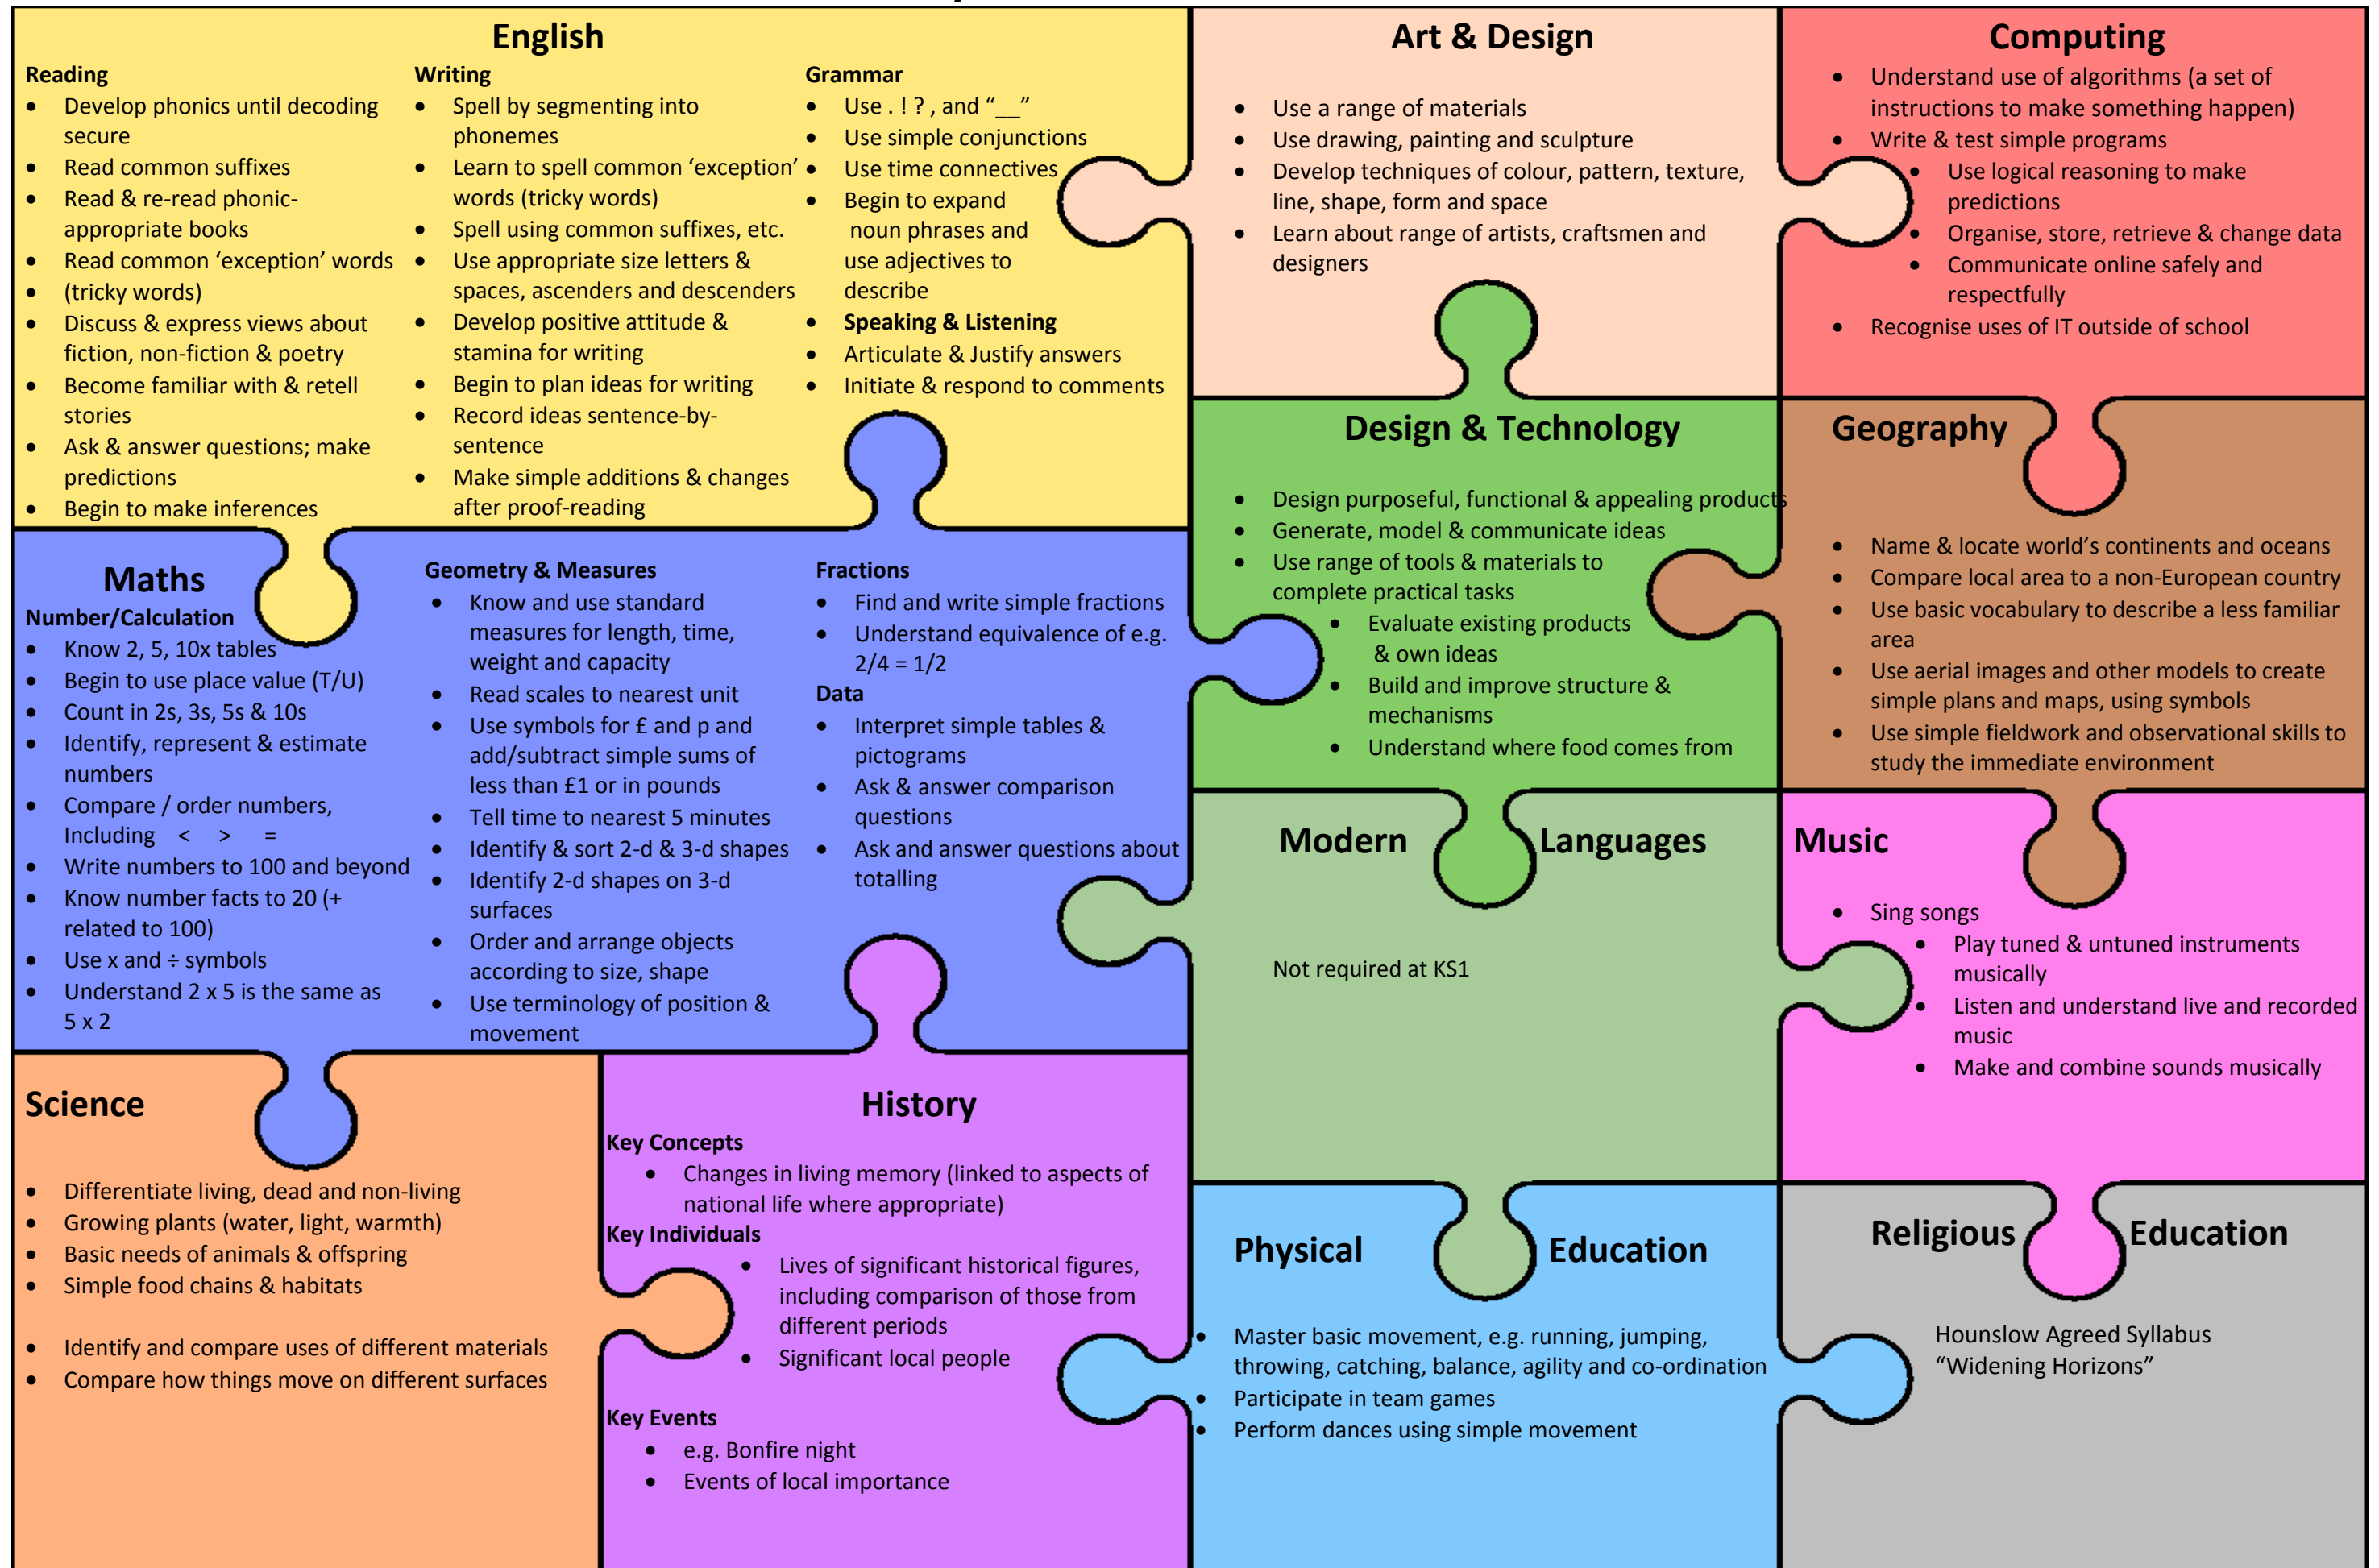 English
Reading
• Develop phonics until decoding
secure
• Read common suffixes
• Read & re-read phonic-
appropriate books
• Read common ‘exception’ words
• (tricky words)
• Discuss & express views about
fiction, non-fiction & poetry
• Become familiar with & retell
stories
• Ask & answer questions; make
predictions
• Begin to make inferences
Writing
• Spell by segmenting into
phonemes
• Learn to spell common ‘exception’
words (tricky words)
• Spell using common suffixes, etc.
• Use appropriate size letters &
spaces, ascenders and descenders
• Develop positive attitude &
stamina for writing
• Begin to plan ideas for writing
• Record ideas sentence-by-
sentence
• Make simple additions & changes
after proof-reading
Grammar
• Use . ! ? , and “__”
• Use simple conjunctions
• Use time connectives
• Begin to expand
noun phrases and
use adjectives to
describe
• Speaking & Listening
• Articulate & Justify answers
• Initiate & respond to comments
Art & Design
• Use a range of materials
• Use drawing, painting and sculpture
• Develop techniques of colour, pattern, texture,
line, shape, form and space
• Learn about range of artists, craftsmen and
designers
Computing
• Understand use of algorithms (a set of
instructions to make something happen)
• Write & test simple programs
• Use logical reasoning to make
predictions
• Organise, store, retrieve & change data
• Communicate online safely and
respectfully
• Recognise uses of IT outside of school
Maths
Number/Calculation
• Know 2, 5, 10x tables
• Begin to use place value (T/U)
• Count in 2s, 3s, 5s & 10s
• Identify, represent & estimate
numbers
• Compare / order numbers,
Including < > =
• Write numbers to 100 and beyond
• Know number facts to 20 (+
related to 100)
• Use x and ÷ symbols
• Understand 2 x 5 is the same as
5 x 2
Geometry & Measures
• Know and use standard
measures for length, time,
weight and capacity
• Read scales to nearest unit
• Use symbols for £ and p and
add/subtract simple sums of
less than £1 or in pounds
• Tell time to nearest 5 minutes
• Identify & sort 2-d & 3-d shapes
• Identify 2-d shapes on 3-d
surfaces
• Order and arrange objects
according to size, shape
• Use terminology of position &
movement
Fractions
• Find and write simple fractions
• Understand equivalence of e.g.
2/4 = 1/2
Data
• Interpret simple tables &
pictograms
• Ask & answer comparison
questions
• Ask and answer questions about
totalling
Design & Technology
• Design purposeful, functional & appealing products
• Generate, model & communicate ideas
• Use range of tools & materials to
complete practical tasks
• Evaluate existing products
& own ideas
• Build and improve structure &
mechanisms
• Understand where food comes from
Geography
• Name & locate world’s continents and oceans
• Compare local area to a non-European country
• Use basic vocabulary to describe a less familiar
area
• Use aerial images and other models to create
simple plans and maps, using symbols
• Use simple fieldwork and observational skills to
study the immediate environment
Modern Languages
Not required at KS1
Music
• Sing songs
• Play tuned & untuned instruments
musically
• Listen and understand live and recorded
music
• Make and combine sounds musically
Science
• Differentiate living, dead and non-living
• Growing plants (water, light, warmth)
• Basic needs of animals & offspring
• Simple food chains & habitats
• Identify and compare uses of different materials
• Compare how things move on different surfaces
History
Key Concepts
• Changes in living memory (linked to aspects of
national life where appropriate)
Key Individuals
• Lives of significant historical figures,
including comparison of those from
different periods
• Significant local people
Key Events
• e.g. Bonfire night
• Events of local importance
Physical Education
• Master basic movement, e.g. running, jumping,
throwing, catching, balance, agility and co-ordination
• Participate in team games
• Perform dances using simple movement
Religious Education
Hounslow Agreed Syllabus
“Widening Horizons”